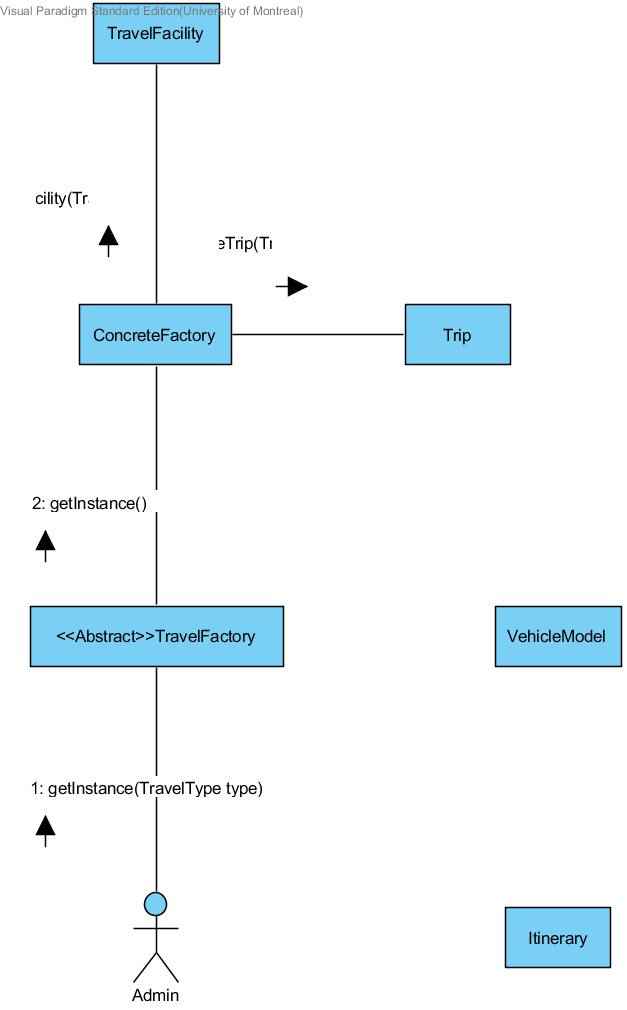 Visual Paradigm Standard Edition(University of Montreal)
TravelFacility
cility(Tr
eTrip(Tr
ConcreteFactory
Trip
2: getInstance()
<<Abstract>>TravelFactory
VehicleModel
1: getInstance(TravelType type)
Itinerary
Admin